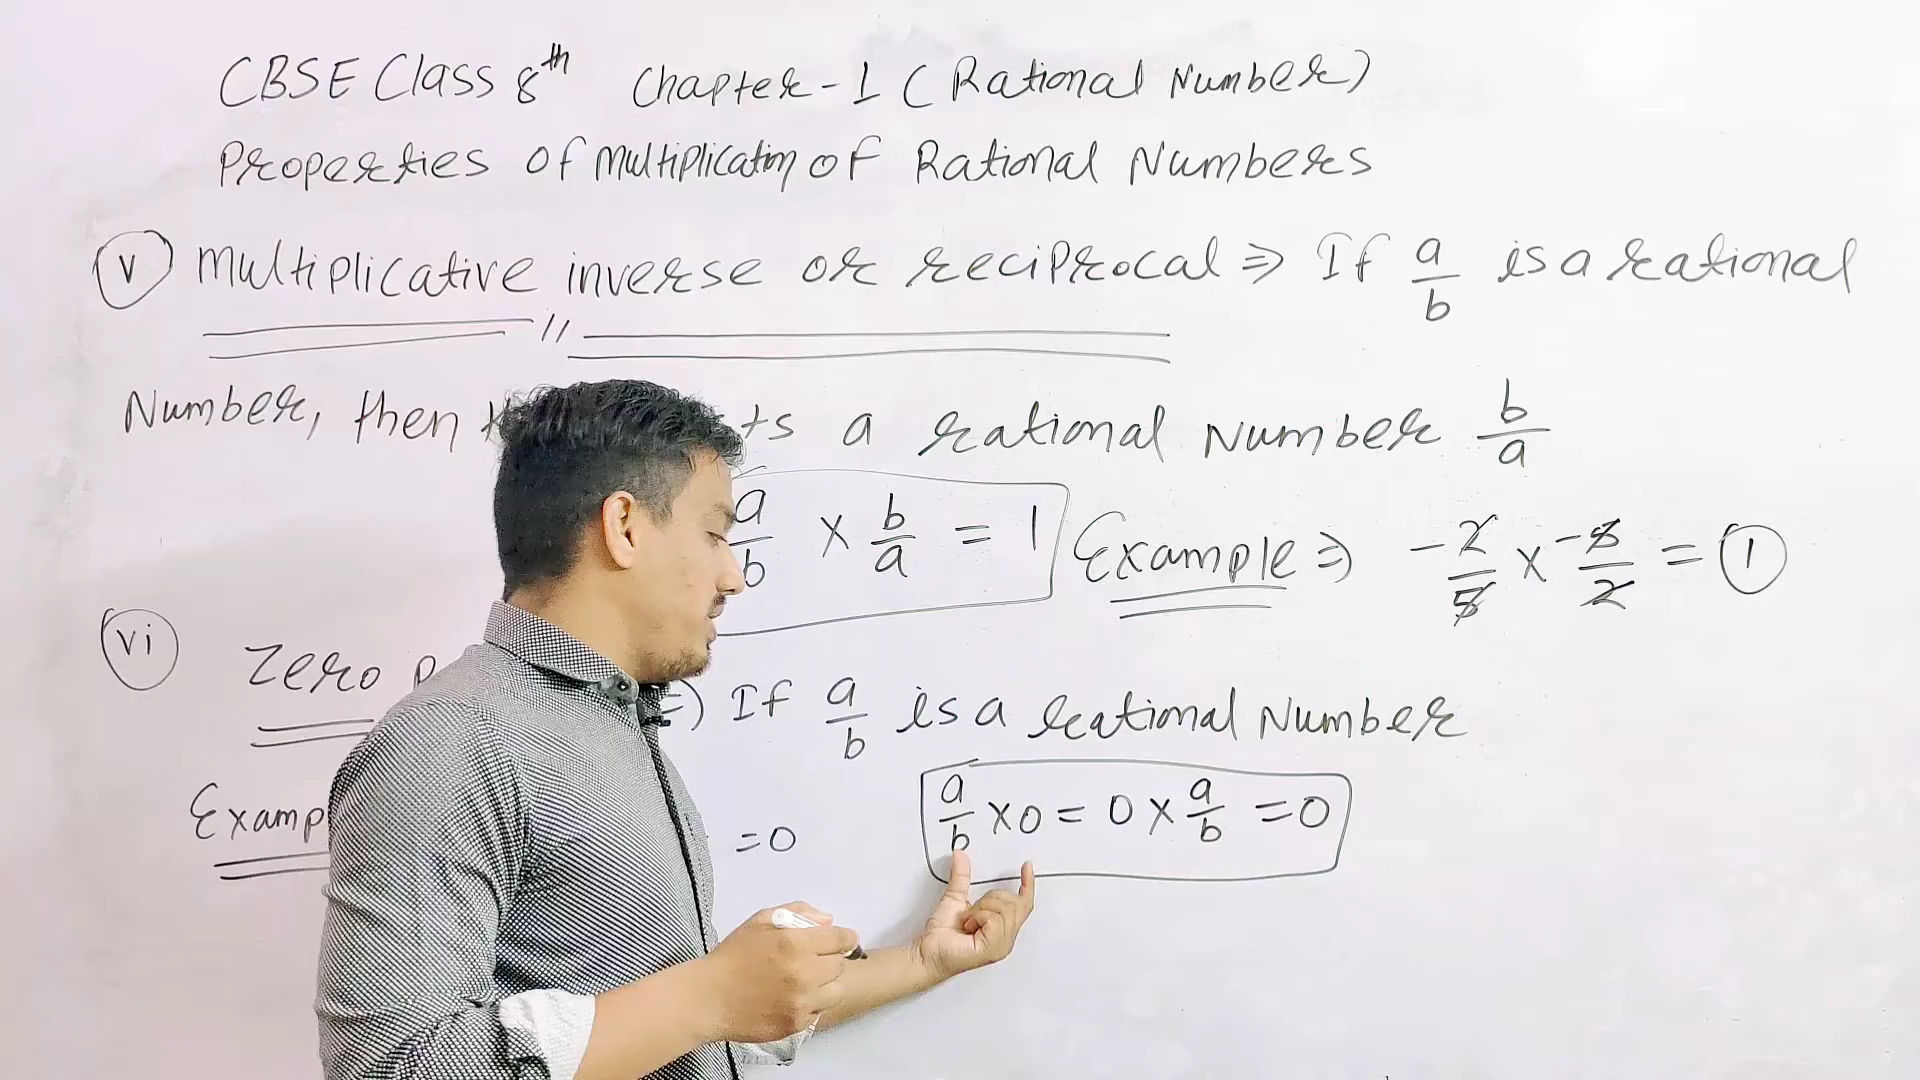 CBSE Class 8th Chapter-1 (Rational Number)
Properties of multiplication of Rational Numbers
v multiplicative inverse or reciprocal ⇒ If a/b is a rational
Number, then a rational Number b/a
a/b × b/a = 1 Example ⇒ -2/5 × -5/2 = 1
vi Zero ⇒ If a/b is a rational Number
=0 a/b × 0 = 0 × a/b = 0